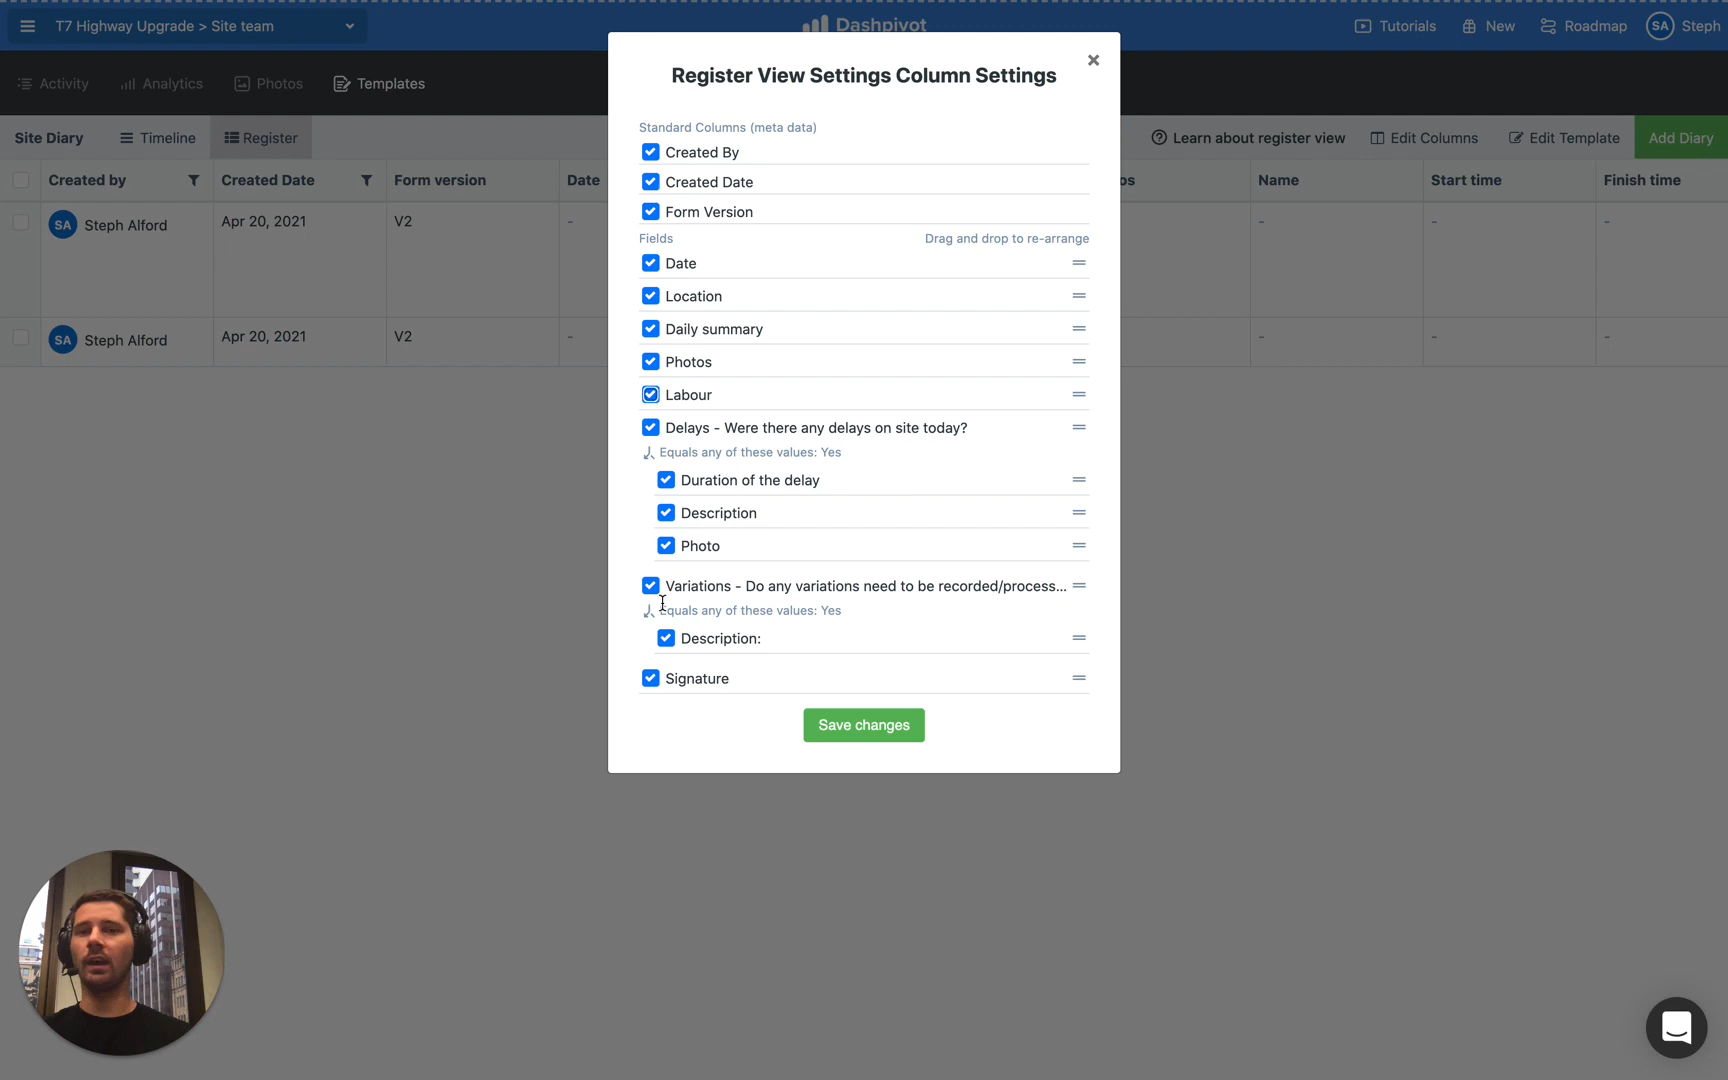 T7 Highway Upgrade > Site team
Dashpivot
Tutorials
New
Roadmap
SA
Steph
Activity
Analytics
Photos
Templates
Site Diary
Timeline
Register
Learn about register view
Edit Columns
Edit Template
Add Diary
Created by
Created Date
Form version
Date
Name
Start time
Finish time
SA
Steph Alford
Apr 20, 2021
V2
-
-
-
-
SA
Steph Alford
Apr 20, 2021
V2
-
-
-
-
Register View Settings Column Settings
Standard Columns (meta data)
Created By
Created Date
Form Version
Fields
Drag and drop to re-arrange
Date
Location
Daily summary
Photos
Labour
Delays - Were there any delays on site today?
Equals any of these values: Yes
Duration of the delay
Description
Photo
Variations - Do any variations need to be recorded/process...
Equals any of these values: Yes
Description:
Signature
Save changes